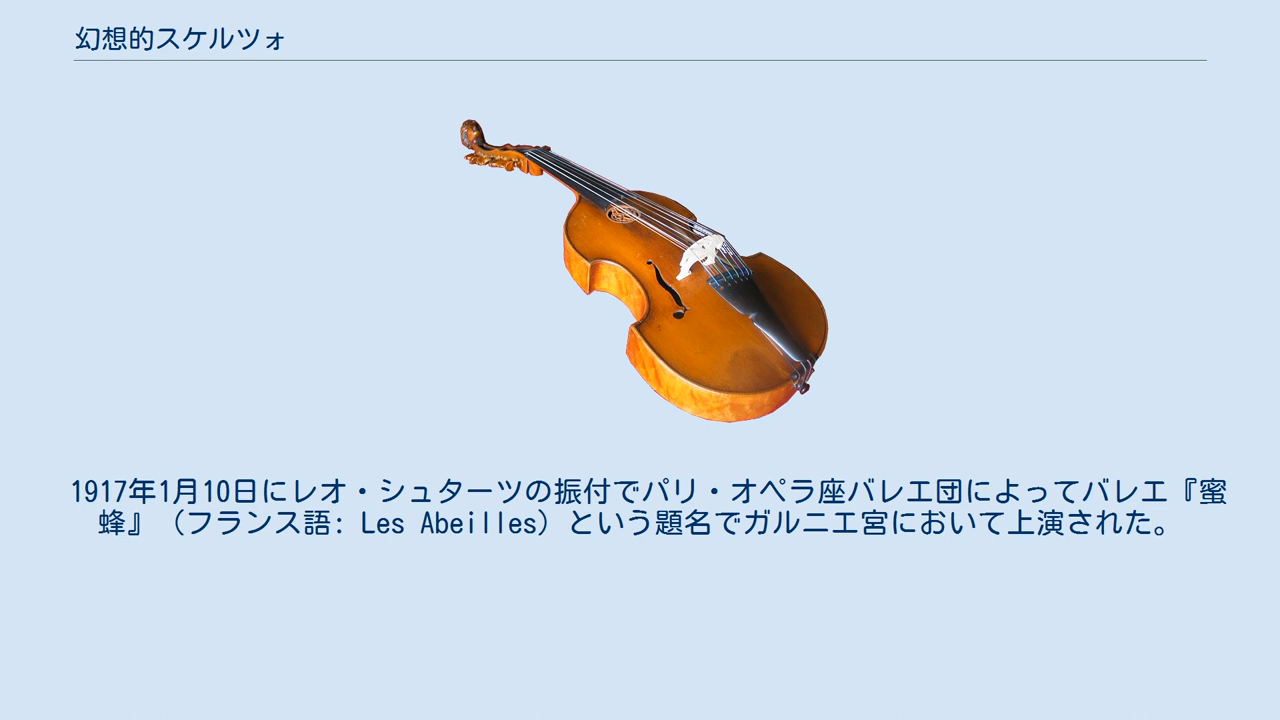 幻想的スケルツォ
1917年1月10日にレオ・シュターツの振付でパリ・オペラ座バレエ団によってバレエ『蜜
蜂』（フランス語: Les Abeilles）という題名でガルニエ宮において上演された。